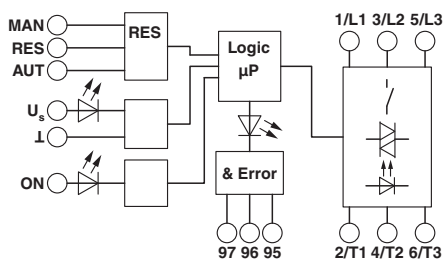 MAN
RES
AUT
RES
Logic
µP
1/L1 3/L2 5/L3
Us
⊥
ON
& Error
97 96 95
2/T1 4/T2 6/T3